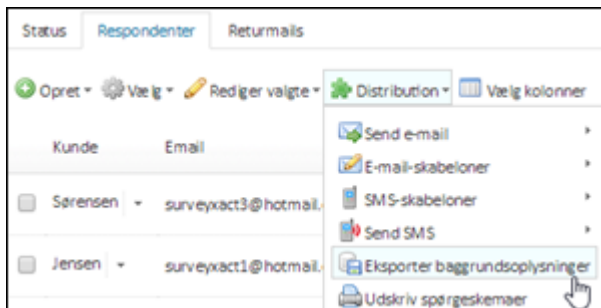 Status Respondenter Returmails
Opret Vælg Rediger valgte Distribution Vælg kolonner
Kunde Email
Send e-mail
E-mail-skabeloner
Sørensen surveyxact3@hotmail.
SMS-skabeloner
Send SMS
Jensen surveyxact1@hotmail.
Eksporter baggrundsoplysninger
Udskriv spørgeskemaer